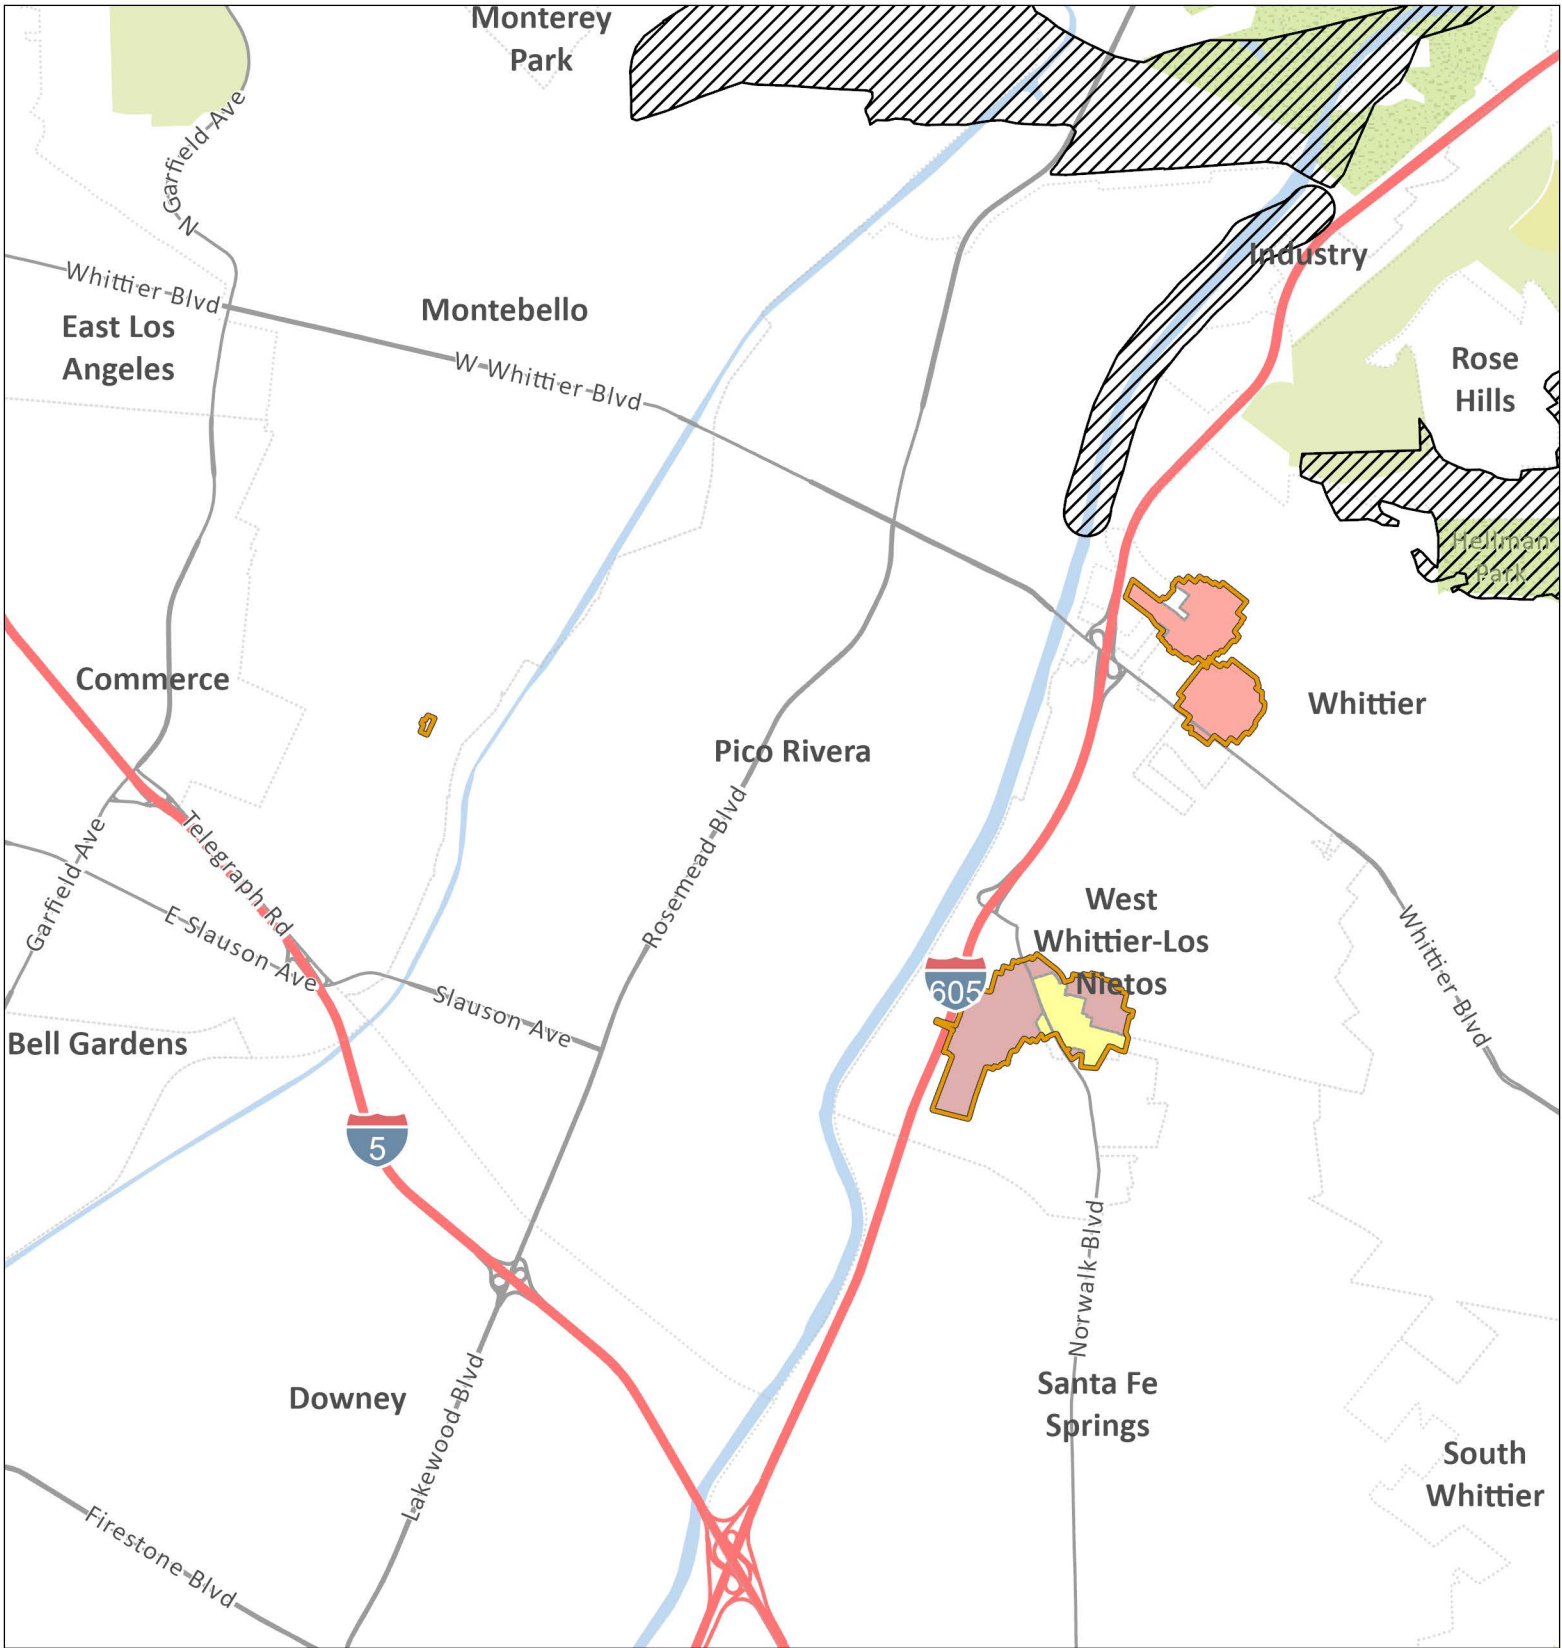 Monterey
Park
Garfield Ave
N G
Whittier Blvd
East Los
Angeles
Montebello
W Whittier Blvd
Industry
Rose
Hills
Hellman
Park
Commerce
Pico Rivera
Whittier
Garfield Ave
Telegraph Rd
E Slauson Ave
Slauson Ave
Rosemead Blvd
West
Whittier-Los
Nietos
605
Whittier Blvd
Bell Gardens
5
Norwalk Blvd
Downey
Lakewood Blvd
Santa Fe
Springs
South
Whittier
Firestone Blvd